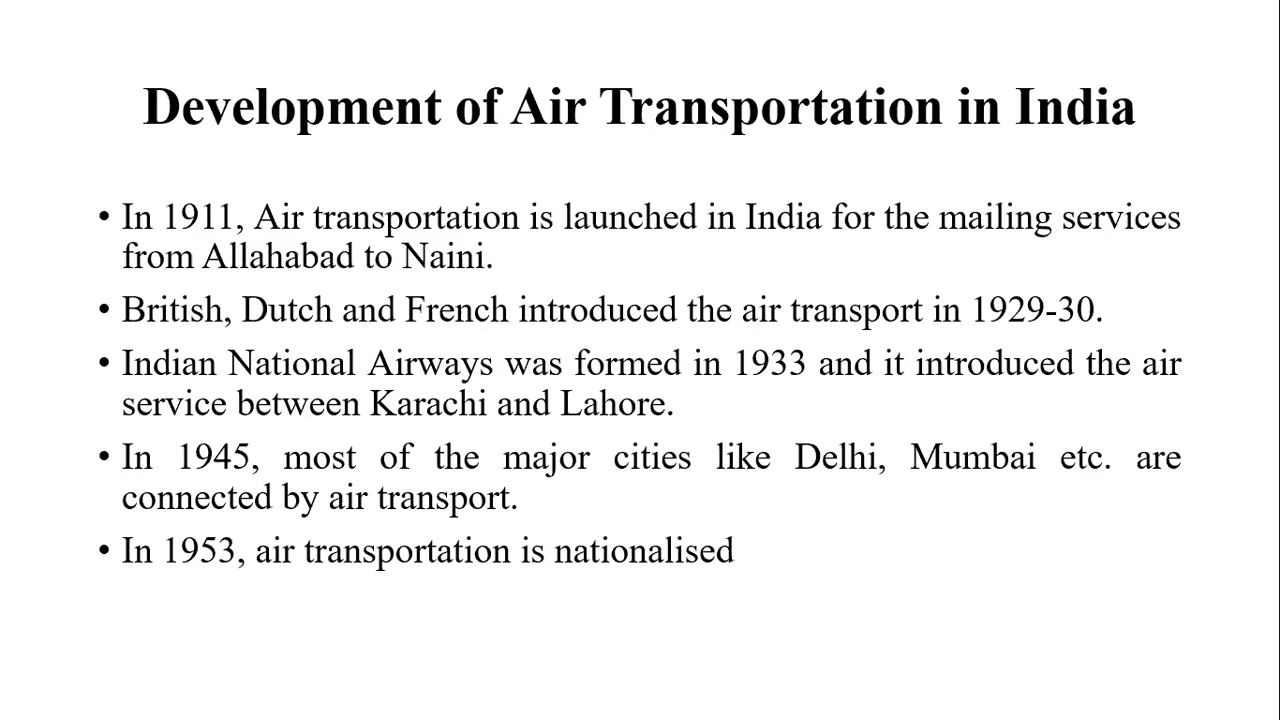 Development of Air Transportation in India
• In 1911, Air transportation is launched in India for the mailing services
from Allahabad to Naini.
• British, Dutch and French introduced the air transport in 1929-30.
• Indian National Airways was formed in 1933 and it introduced the air
service between Karachi and Lahore.
• In 1945, most of the major cities like Delhi, Mumbai etc. are
connected by air transport.
• In 1953, air transportation is nationalised